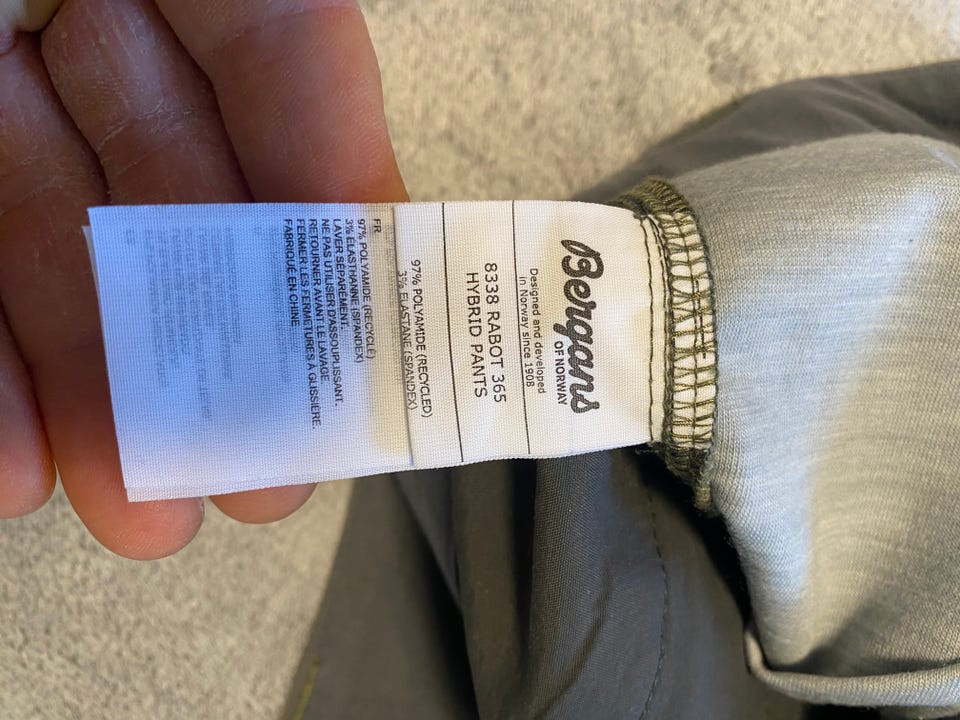 Bergans
OF NORWAY
Designed and developed
in Norway since 1908
8338 RABOT 365
HYBRID PANTS
97% POLYAMIDE (RECYCLED)
3% ELASTANE (SPANDEX)
FR
97% POLYAMIDE (RECYCLÉ)
3% ÉLASTHANNE (SPANDEX)
LAVER SÉPARÉMENT.
NE PAS UTILISER D'ASSOUPLISSANT.
RETOURNER AVANT LE LAVAGE.
FERMER LES FERMETURES À GLISSIÈRE.
FABRIQUÉ EN CHINE